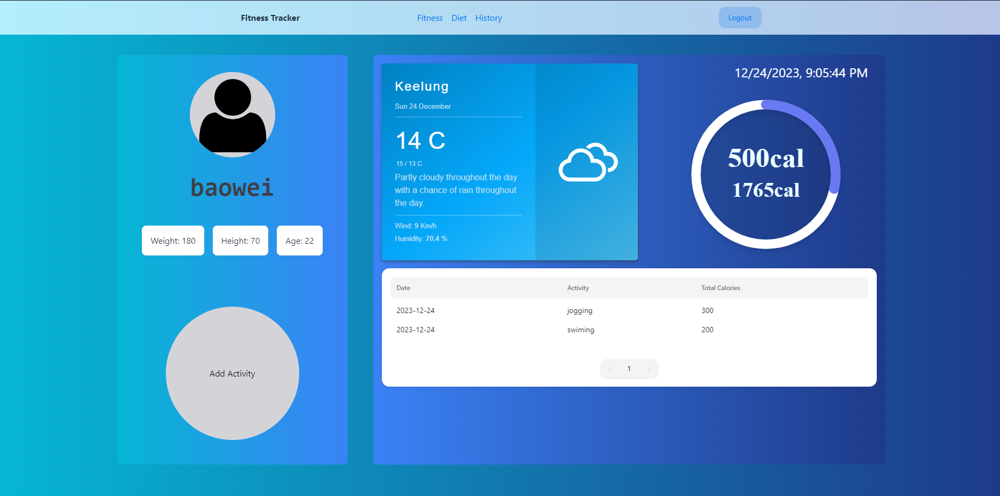 Fitness Tracker
Fitness Diet History
Logout
baowei
Weight: 180
Height: 70
Age: 22
Add Activity
Keelung
Sun 24 December
14 C
15 / 13 C
Partly cloudy throughout the day
with a chance of rain throughout
the day.
Wind: 9 Km/h
Humidity: 70.4 %
12/24/2023, 9:05:44 PM
500cal
1765cal
Date Activity Total Calories
2023-12-24 jogging 300
2023-12-24 swiming 200
1